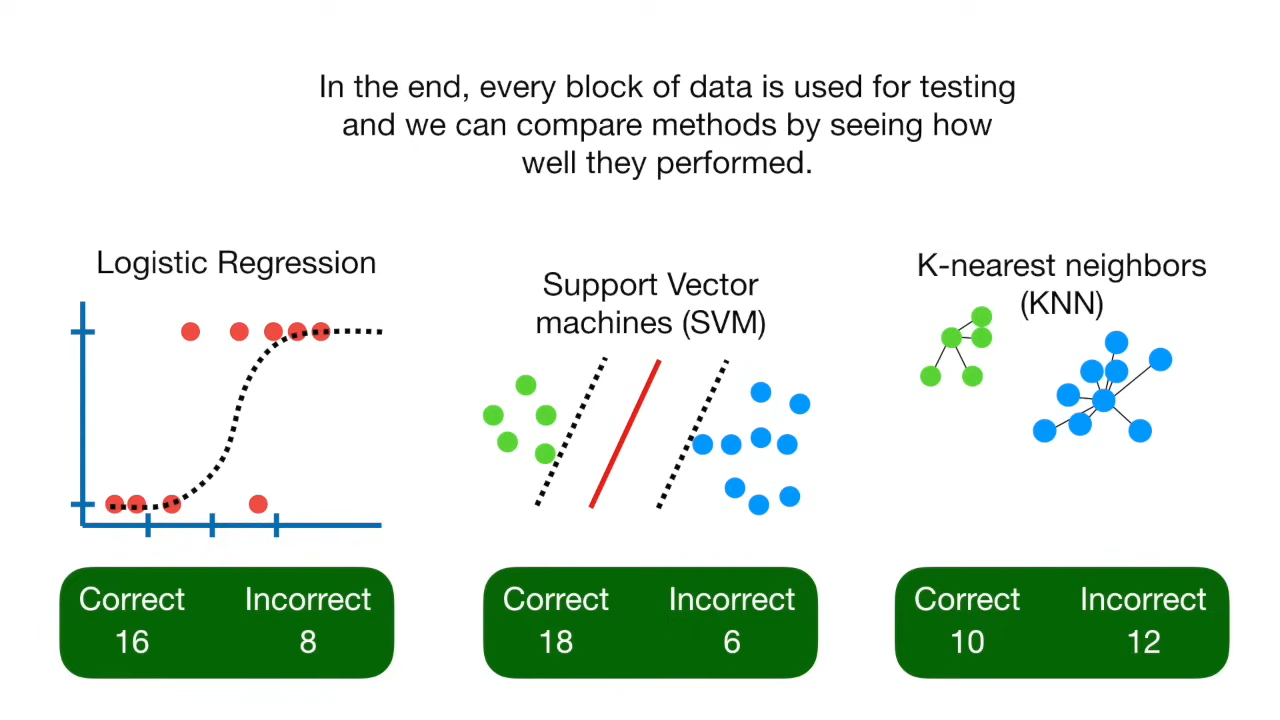 In the end, every block of data is used for testing
and we can compare methods by seeing how
well they performed.
Logistic Regression
Support Vector
machines (SVM)
K-nearest neighbors
(KNN)
Correct Incorrect
16 8
Correct Incorrect
18 6
Correct Incorrect
10 12